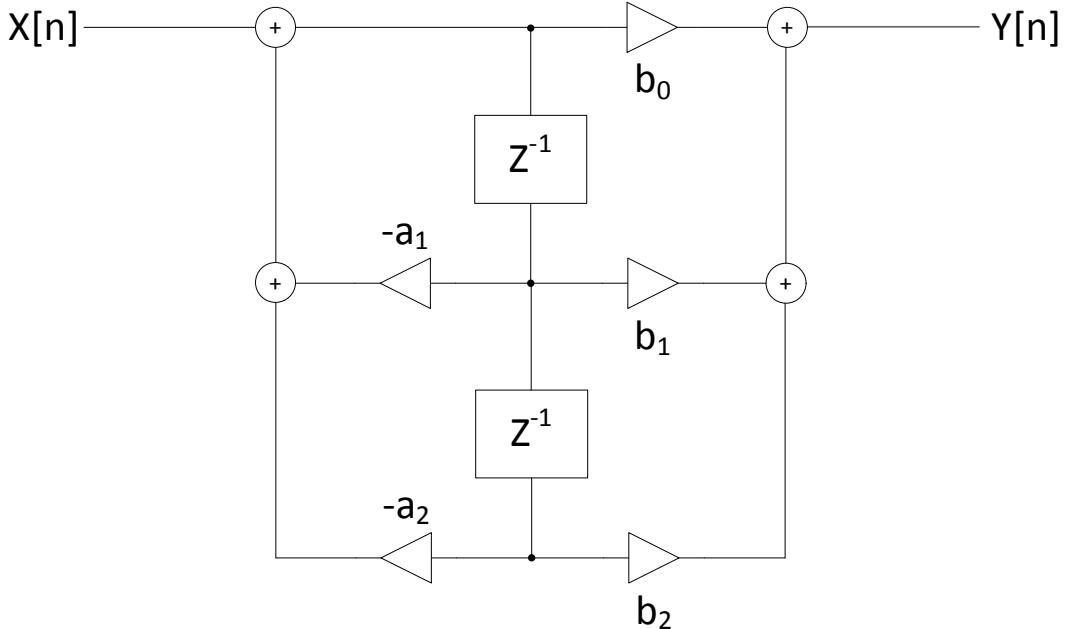 X[n] + + Y[n]
b₀
Z⁻¹
-a₁
+ +
b₁
Z⁻¹
-a₂
b₂